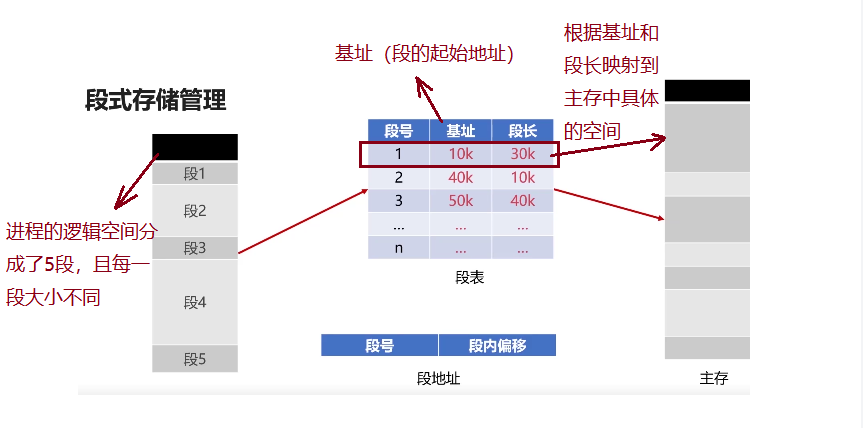 根据基址和
段长映射到
主存中具体
的空间
基址（段的起始地址）
段式存储管理
段号 基址 段长
1 10k 30k
2 40k 10k
3 50k 40k
... ... ...
n ... ...
段表
段1
段2
段3
段4
段5
进程的逻辑空间分
成了5段，且每一
段大小不同
段号 段内偏移
段地址
主存